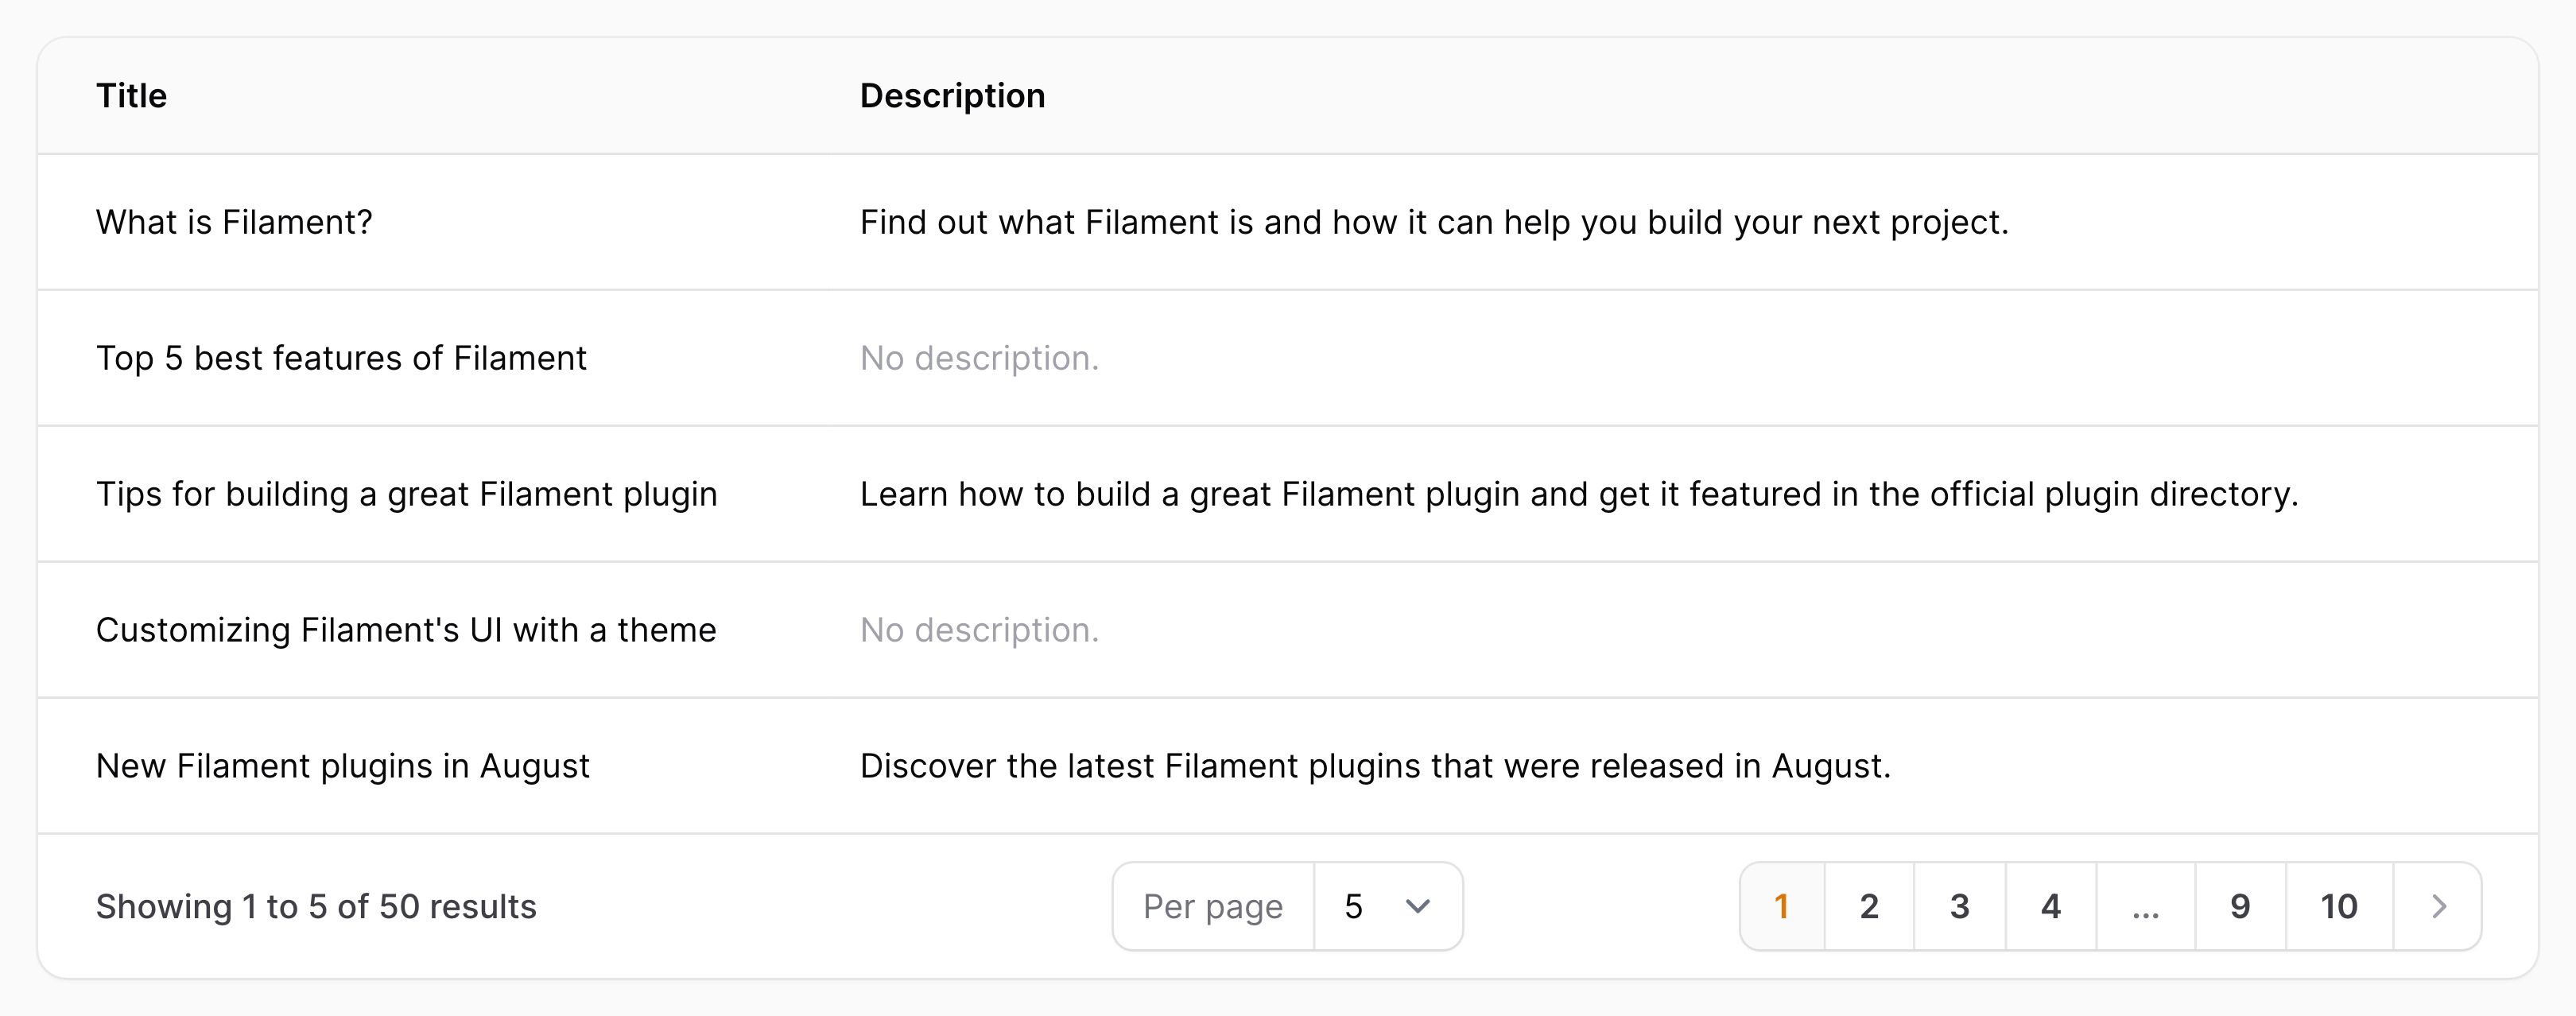 Title Description
What is Filament? Find out what Filament is and how it can help you build your next project.
Top 5 best features of Filament No description.
Tips for building a great Filament plugin Learn how to build a great Filament plugin and get it featured in the official plugin directory.
Customizing Filament's UI with a theme No description.
New Filament plugins in August Discover the latest Filament plugins that were released in August.
Showing 1 to 5 of 50 results Per page 5 1 2 3 4 ... 9 10